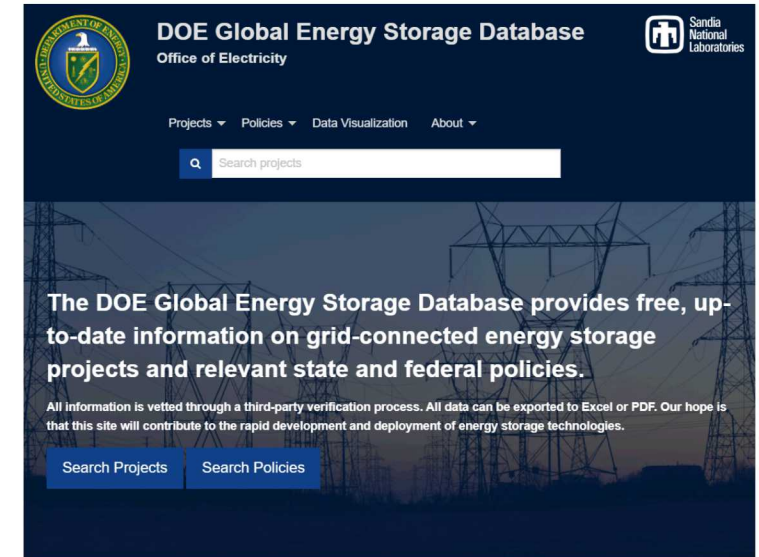 DEPARTMENT OF ENERGY
UNITED STATES OF AMERICA
DOE Global Energy Storage Database
Office of Electricity
Sandia
National
Laboratories
Projects
Policies
Data Visualization
About
Search projects
The DOE Global Energy Storage Database provides free, up-
to-date information on grid-connected energy storage
projects and relevant state and federal policies.
All information is vetted through a third-party verification process. All data can be exported to Excel or PDF. Our hope is
that this site will contribute to the rapid development and deployment of energy storage technologies.
Search Projects
Search Policies